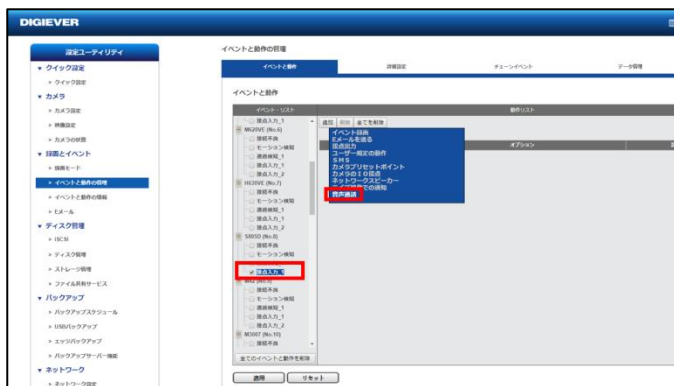 DIGIEVER
設定ユーティリティ
クイック設定
クイック設定
カメラ
カメラ設定
映像設定
カメラの状態
録画とイベント
録画モード
イベントと動作の管理
イベントと動作の情報
Eメール
ディスク管理
iSCSI
ディスク管理
ストレージ管理
ファイル共有サービス
バックアップ
バックアップスケジュール
USBバックアップ
エッジバックアップ
バックアップサーバー機能
ネットワーク
ネットワーク設定
イベントと動作の管理
イベントと動作
詳細設定
チェーンイベント
データ管理
イベントと動作
イベント・リスト
接点入力_1
MG20VE (No.6)
接続不良
モーション検知
接点入力_1
接点入力_2
HE30VE (No.7)
接続不良
モーション検知
接点入力_1
接点入力_2
S805D (No.8)
接続不良
モーション検知
接点入力_1
接続不良
モーション検知
接点入力_1
接点入力_2
M3007 (No.10)
接続不良
全てのイベントと動作を削除
動作リスト
追加
削除
全てを削除
オプション
イベント録画
Eメールを送る
接点出力
ユーザー規定の動作
SMS
カメラプリセットポイント
カメラのIO接点
ネットワークスピーカー
での通知
音声通話
適用
リセット